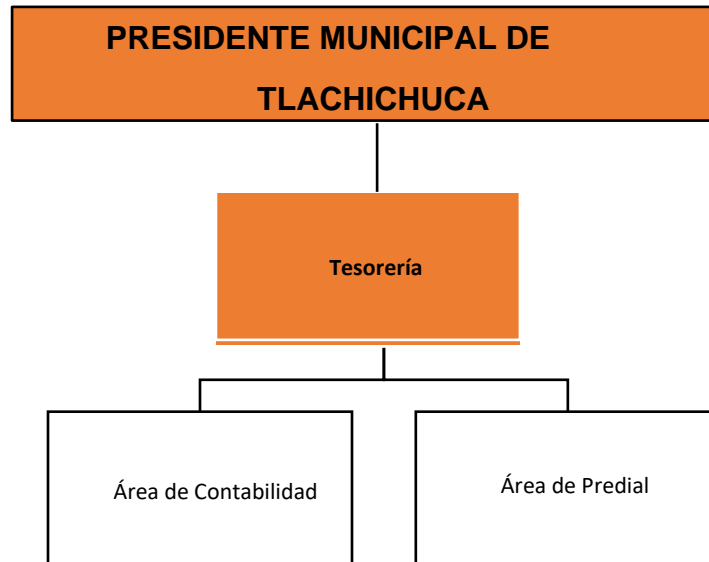 PRESIDENTE MUNICIPAL DE
TLACHICHUCA
Tesorería
Área de Contabilidad
Área de Predial